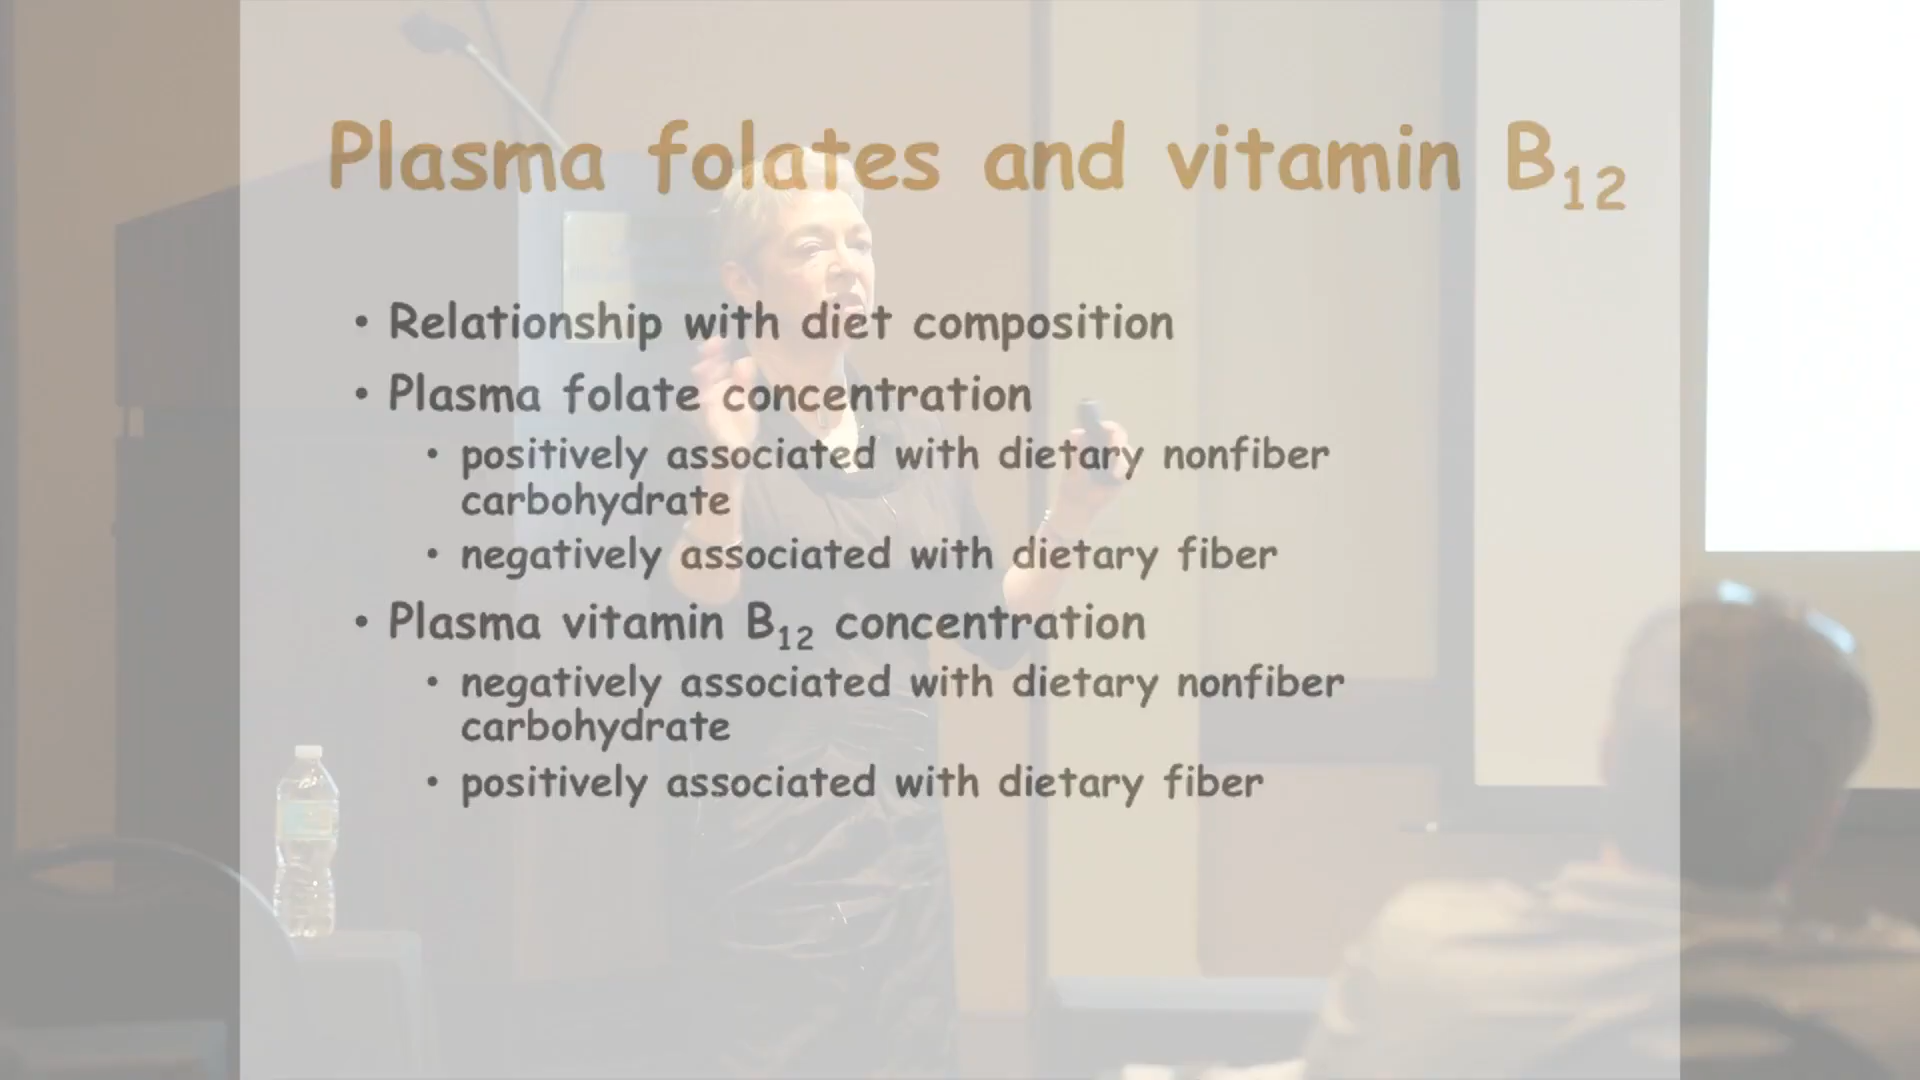 Plasma folates and vitamin B₁₂
• Relationship with diet composition
• Plasma folate concentration
• positively associated with dietary nonfiber
carbohydrate
• negatively associated with dietary fiber
• Plasma vitamin B₁₂ concentration
• negatively associated with dietary nonfiber
carbohydrate
• positively associated with dietary fiber